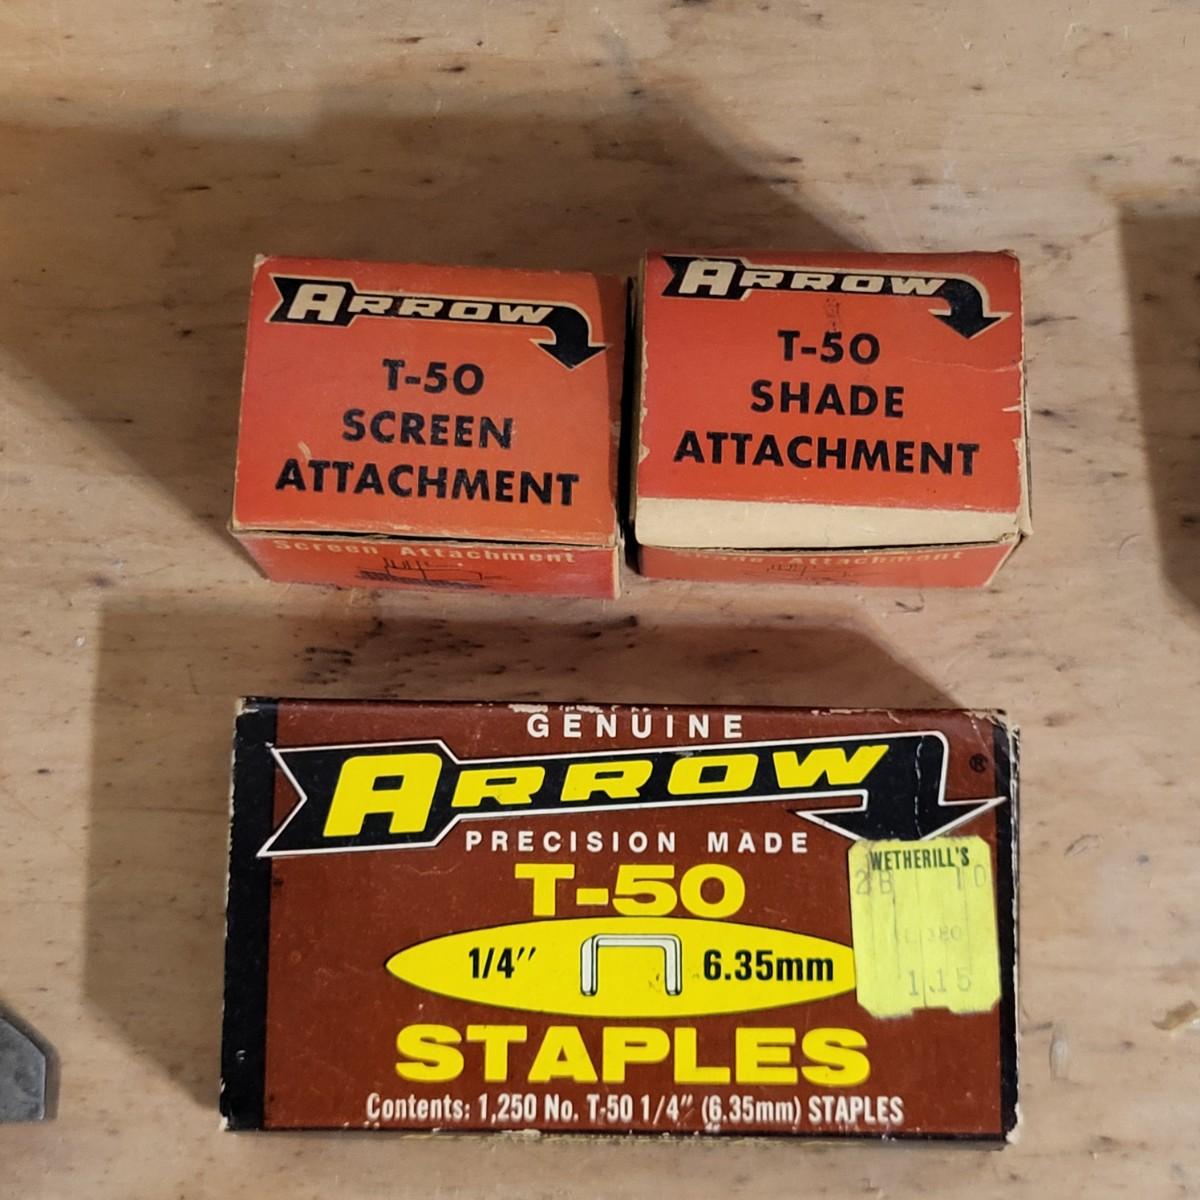 ARROW
T-50
SCREEN
ATTACHMENT
Screen Attachment
ARROW
T-50
SHADE
ATTACHMENT
Attachment
GENUINE
ARROW ®
PRECISION MADE
T-50
1/4" 6.35mm
STAPLES
Contents: 1,250 No. T-50 1/4" (6.35mm) STAPLES
WETHERILL'S
1.15